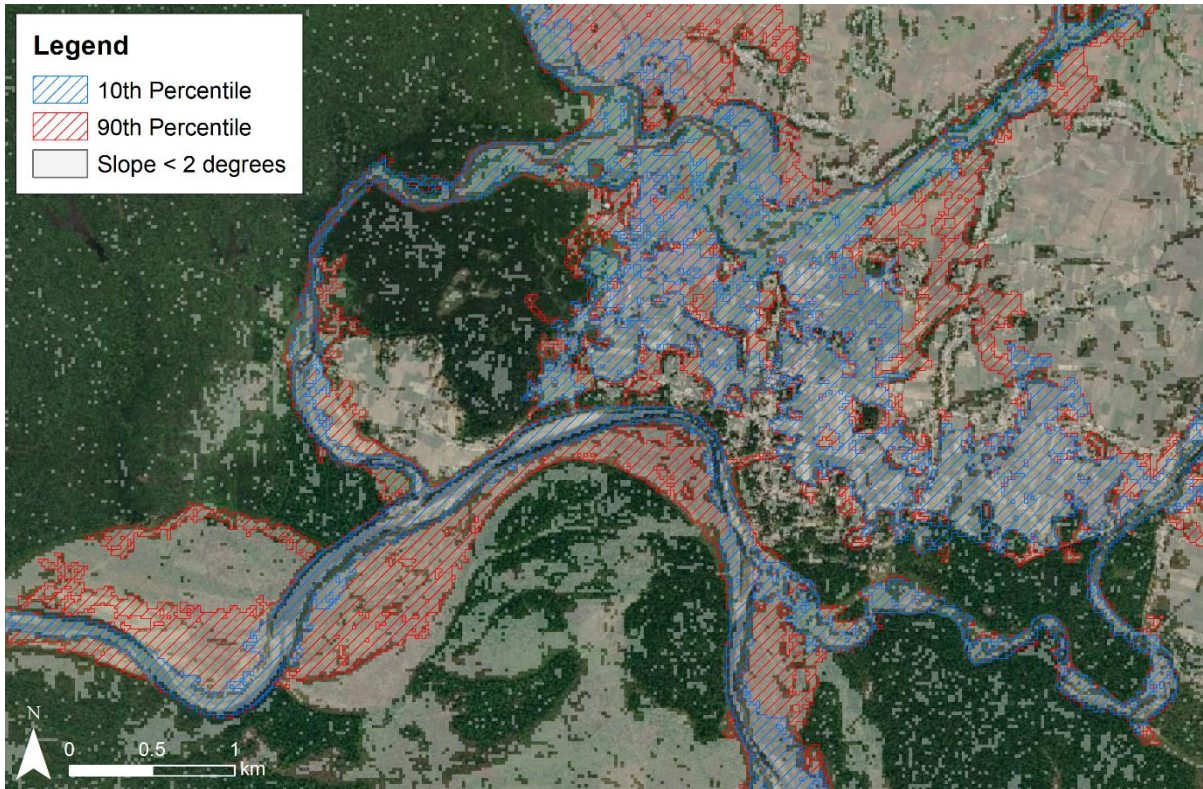 Legend
10th Percentile
90th Percentile
Slope < 2 degrees
N
0 0.5 1
km